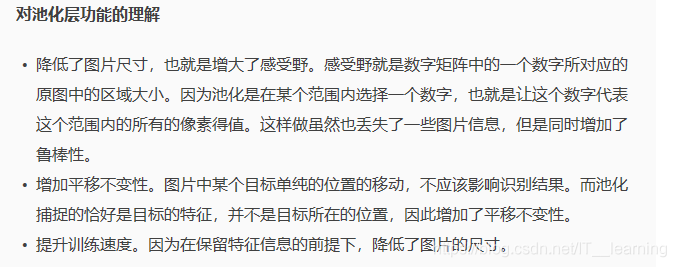 对池化层功能的理解
• 降低了图片尺寸，也就是增大了感受野。感受野就是数字矩阵中的一个数字所对应的
原图中的区域大小。因为池化是在某个范围内选择一个数字，也就是让这个数字代表
这个范围内的所有的像素得值。这样做虽然也丢失了一些图片信息，但是同时增加了
鲁棒性。
• 增加平移不变性。图片中某个目标单纯的位置的移动，不应该影响识别结果。而池化
捕捉的恰好是目标的特征，并不是目标所在的位置，因此增加了平移不变性。
• 提升训练速度。因为在保留特征信息的前提下，降低了图片的尺寸。
https://blog.csdn.net/IT__learning